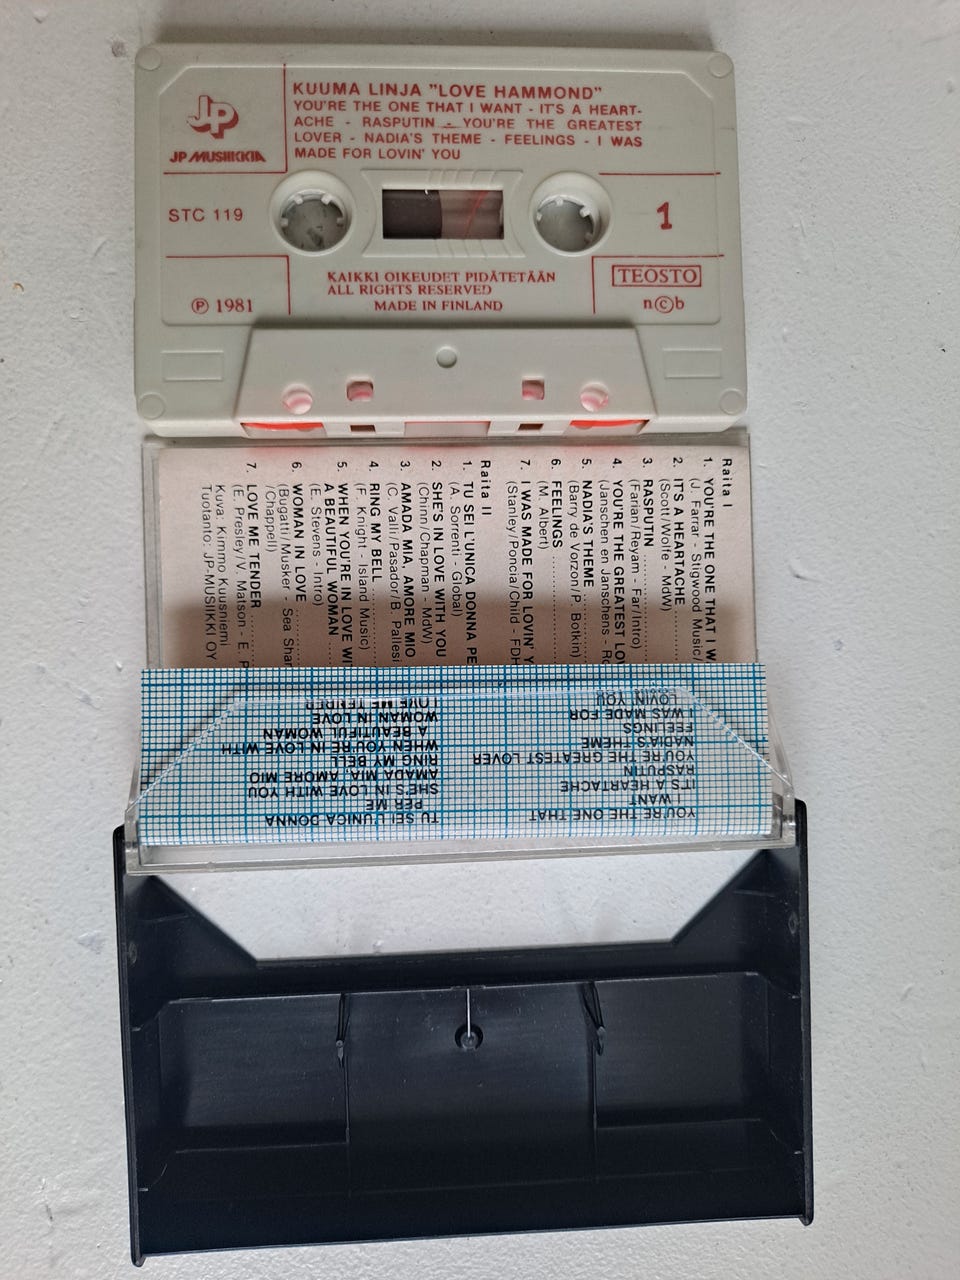 JP
JP MUSIIKKIA
KUUMA LINJA "LOVE HAMMOND"
YOU'RE THE ONE THAT I WANT - IT'S A HEART-
ACHE - RASPUTIN - YOU'RE THE GREATEST
LOVER - NADIA'S THEME - FEELINGS - I WAS
MADE FOR LOVIN' YOU
STC 119
1
℗ 1981
KAIKKI OIKEUDET PIDÄTETÄÄN
ALL RIGHTS RESERVED
MADE IN FINLAND
TEOSTO
n©b
Raita I
1. YOU'RE THE ONE THAT I
(J. Farrar - Stigwood Music/
2. IT'S A HEARTACHE
(Scott/Wolfe - MdW)
3. RASPUTIN
(Farian/Reyam - Far/Intro)
4. YOU'RE THE GREATEST
(Janschen en Janschens -
5. NADIA'S THEME
(Barry de Vorzon/P. Botkin)
6. FEELINGS
(M. Albert)
7. I WAS MADE FOR LOVIN'
(Stanley/Poncia/Child -
Raita II
1. TU SEI L'UNICA DONNA
(A. Sorrenti - Global)
2. SHE'S IN LOVE WITH YOU
(Chinn/Chapman - MdW)
3. AMADA MIA, AMORE MIO
(C. Valli/Pasador/B. Pallesi
4. RING MY BELL
(F. Knight - Island Music)
5. WHEN YOU'RE IN LOVE
A BEAUTIFUL WOMAN
(E. Stevens - Intro)
6. WOMAN IN LOVE
(Bugatti/Musker - Sea
/Chappell)
7. LOVE ME TENDER
(E. Presley/V. Matson - E.
Kuva: Kimmo Kuusniemi
Tuotanto: JP-MUSIIKKI OY
YOU'RE THE ONE THAT
I WANT
IT'S A HEARTACHE
RASPUTIN
YOU'RE THE GREATEST LOVER
NADIA'S THEME
FEELINGS
I WAS MADE FOR
LOVIN' YOU
TU SEI L'UNICA DONNA
PER ME
SHE'S IN LOVE WITH YOU
AMADA MIA, AMORE MIO
RING MY BELL
WHEN YOU'RE IN LOVE WITH
A BEAUTIFUL WOMAN
WOMAN IN LOVE
LOVE ME TENDER